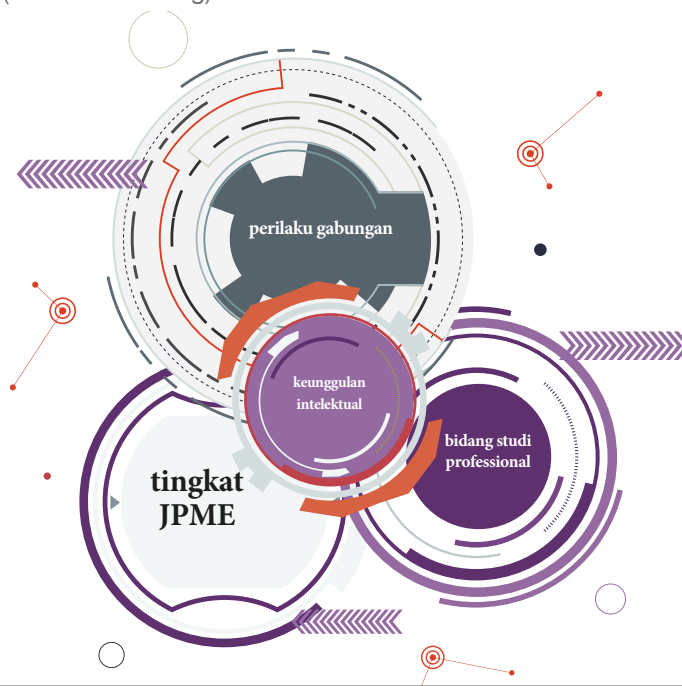 perilaku gabungan
keunggulan
intelektual
bidang studi
professional
tingkat
JPME